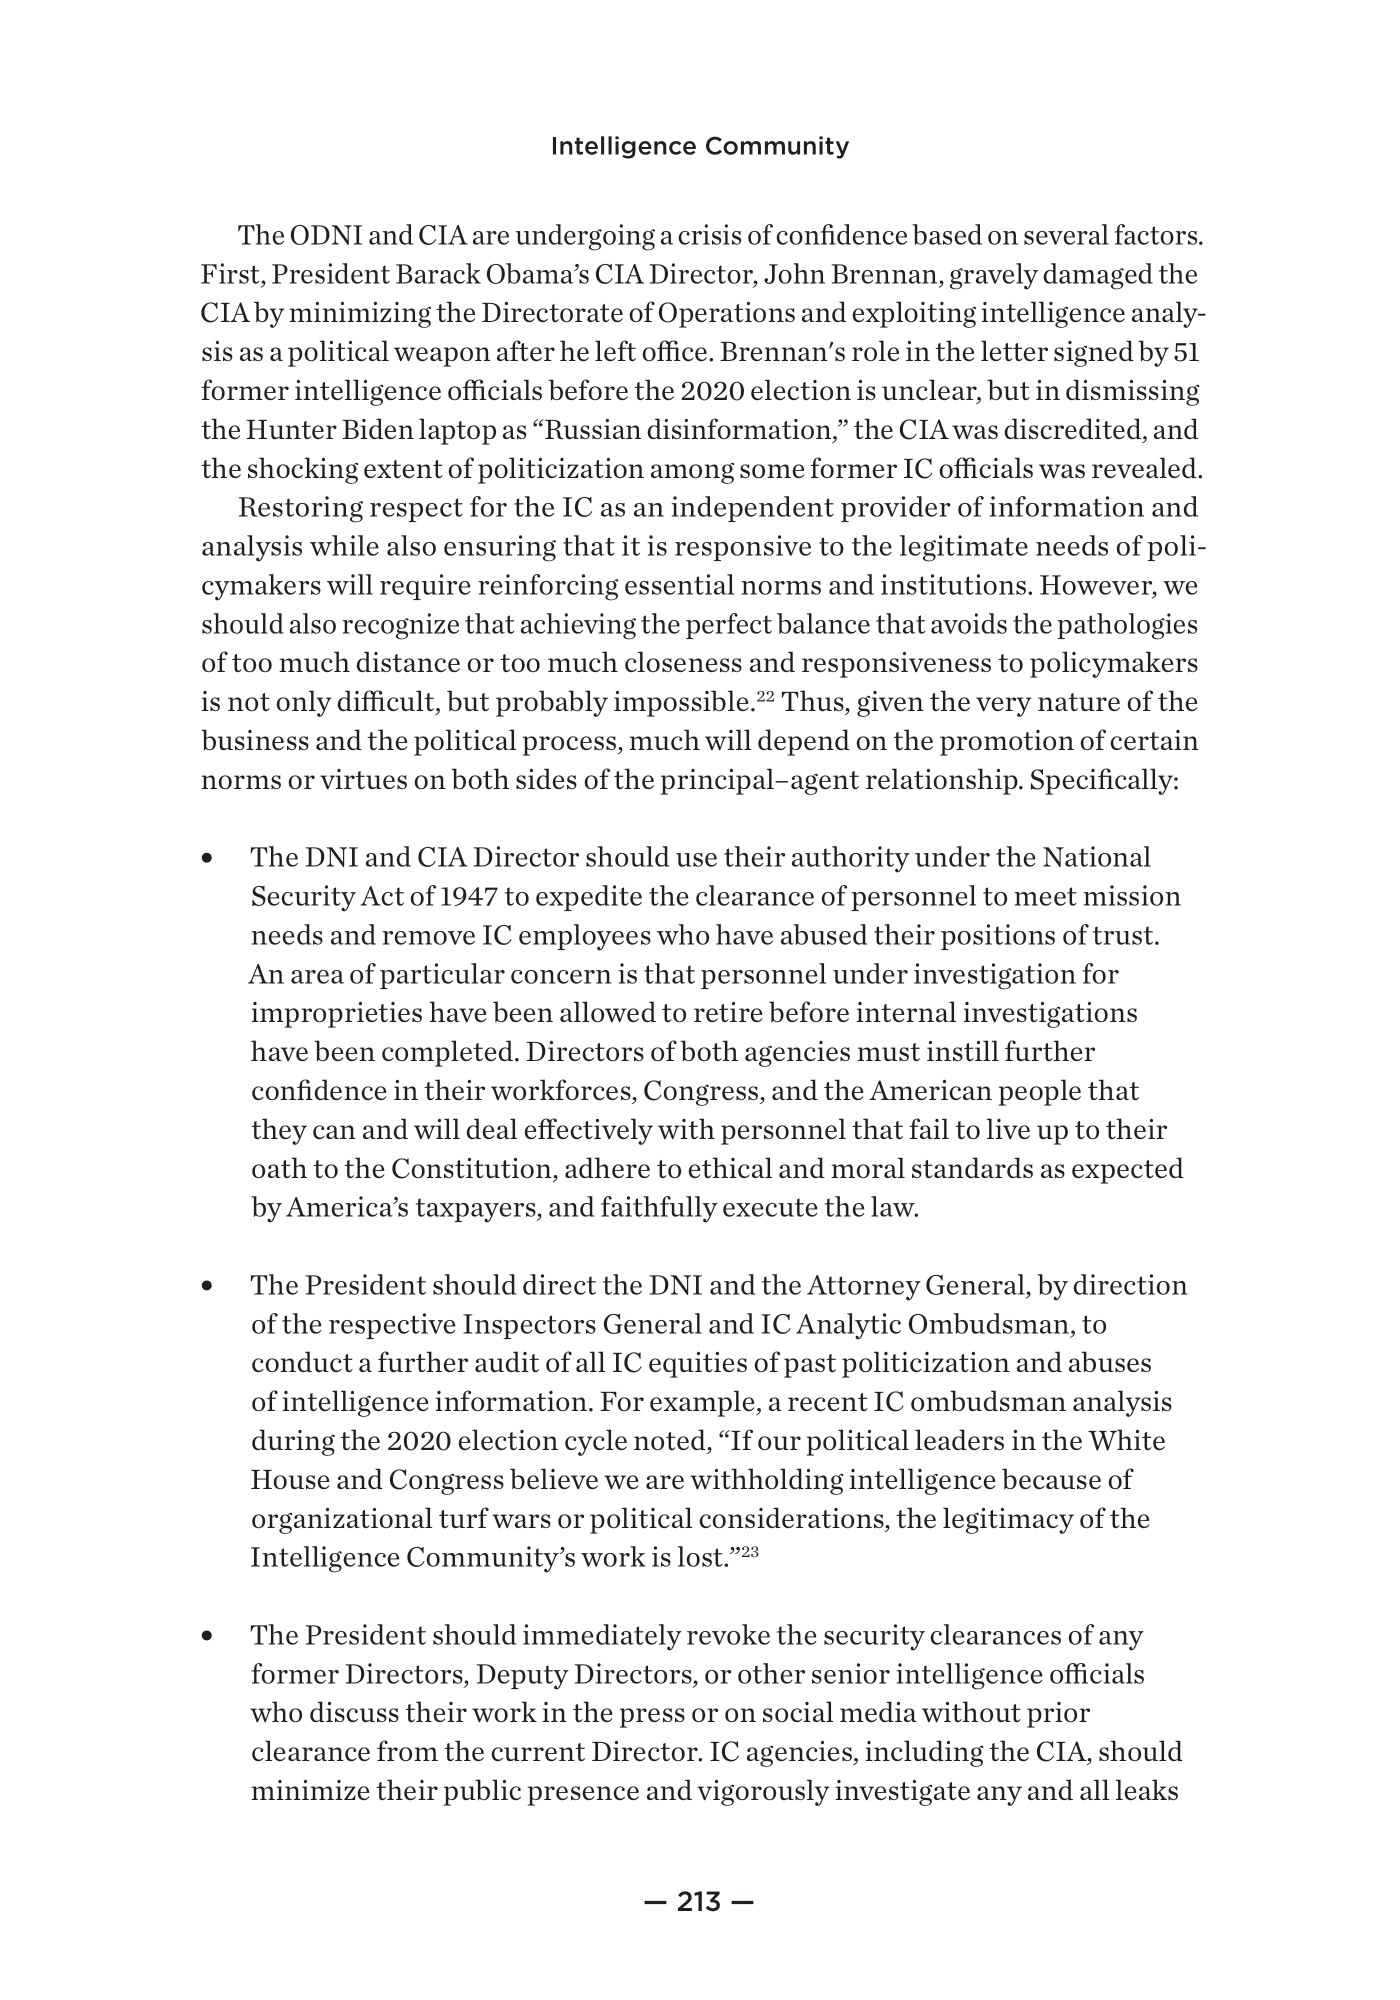 Intelligence Community
The ODNI and CIA are undergoing a crisis of confidence based on several factors.
First, President Barack Obama’s CIA Director, John Brennan, gravely damaged the
CIA by minimizing the Directorate of Operations and exploiting intelligence analy-
sis as a political weapon after he left office. Brennan's role in the letter signed by 51
former intelligence officials before the 2020 election is unclear, but in dismissing
the Hunter Biden laptop as “Russian disinformation,” the CIA was discredited, and
the shocking extent of politicization among some former IC officials was revealed.
Restoring respect for the IC as an independent provider of information and
analysis while also ensuring that it is responsive to the legitimate needs of poli-
cymakers will require reinforcing essential norms and institutions. However, we
should also recognize that achieving the perfect balance that avoids the pathologies
of too much distance or too much closeness and responsiveness to policymakers
is not only difficult, but probably impossible.²² Thus, given the very nature of the
business and the political process, much will depend on the promotion of certain
norms or virtues on both sides of the principal–agent relationship. Specifically:
• The DNI and CIA Director should use their authority under the National
Security Act of 1947 to expedite the clearance of personnel to meet mission
needs and remove IC employees who have abused their positions of trust.
An area of particular concern is that personnel under investigation for
improprieties have been allowed to retire before internal investigations
have been completed. Directors of both agencies must instill further
confidence in their workforces, Congress, and the American people that
they can and will deal effectively with personnel that fail to live up to their
oath to the Constitution, adhere to ethical and moral standards as expected
by America’s taxpayers, and faithfully execute the law.
• The President should direct the DNI and the Attorney General, by direction
of the respective Inspectors General and IC Analytic Ombudsman, to
conduct a further audit of all IC equities of past politicization and abuses
of intelligence information. For example, a recent IC ombudsman analysis
during the 2020 election cycle noted, “If our political leaders in the White
House and Congress believe we are withholding intelligence because of
organizational turf wars or political considerations, the legitimacy of the
Intelligence Community’s work is lost.”²³
• The President should immediately revoke the security clearances of any
former Directors, Deputy Directors, or other senior intelligence officials
who discuss their work in the press or on social media without prior
clearance from the current Director. IC agencies, including the CIA, should
minimize their public presence and vigorously investigate any and all leaks
— 213 —